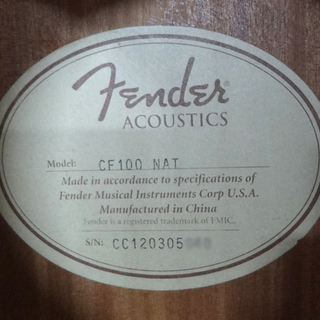 Fender
ACOUSTICS
Model: CF100 NAT
Made in accordance to specifications of
Fender Musical Instruments Corp U.S.A.
Manufactured in China
Fender is a registered trademark of FMIC.
S/N: CC120305